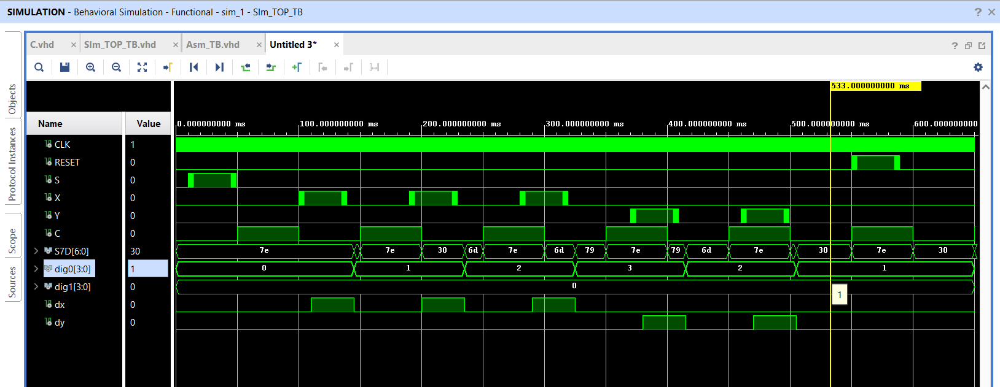 SIMULATION - Behavioral Simulation - Functional - sim_1 - SIm_TOP_TB
C.vhd
SIm_TOP_TB.vhd
Asm_TB.vhd
Untitled 3*
Objects
Protocol Instances
Scope
Sources
533.000000000 ms
Name Value
0.000000000 ms 100.000000000 ms 200.000000000 ms 300.000000000 ms 400.000000000 ms 500.000000000 ms 600.000000000
CLK 1
RESET 0
S 0
X 0
Y 0
C 0
S7D[6:0] 30 7e 7e 30 6d 7e 6d 79 7e 79 6d 7e 30 7e 30
dig0[3:0] 1 0 1 2 3 2 1
dig1[3:0] 0 0
1
dx 0
dy 0